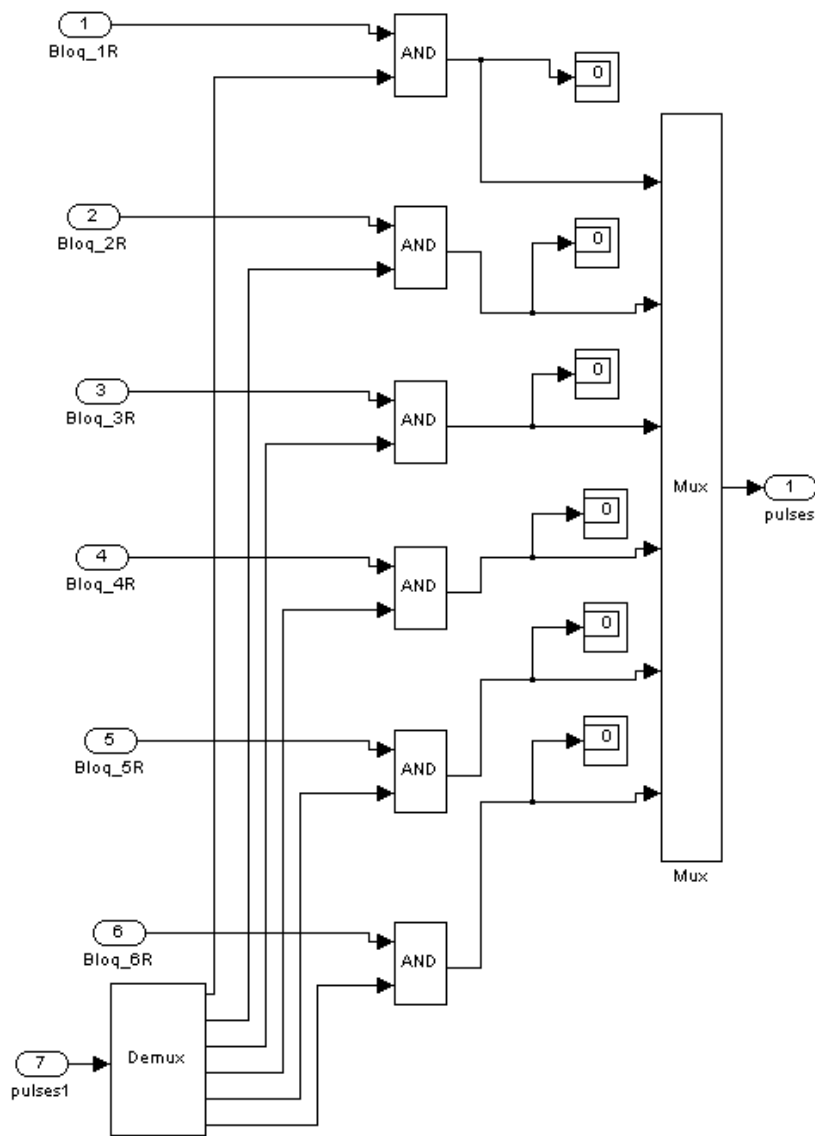 1
Bloq_1R
AND
0
2
Bloq_2R
AND
0
3
Bloq_3R
AND
0
4
Bloq_4R
AND
0
5
Bloq_5R
AND
0
6
Bloq_6R
AND
0
Mux
Mux
1
pulses
7
pulses1
Demux